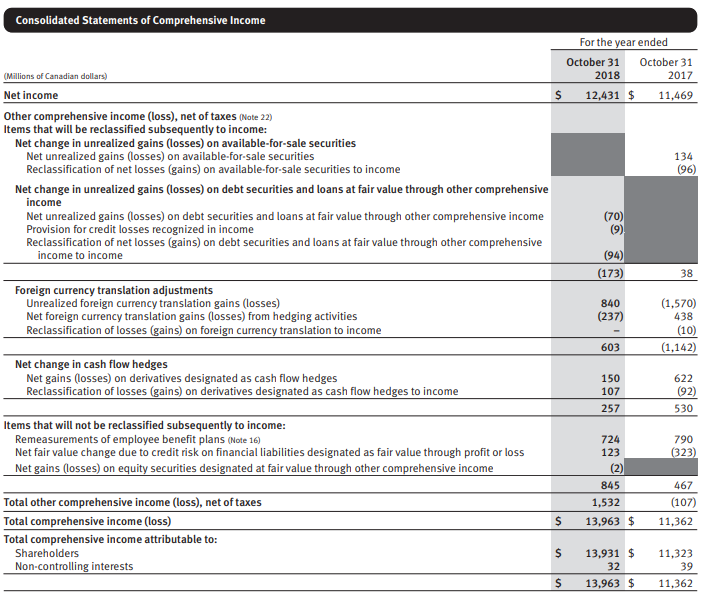 Consolidated Statements of Comprehensive Income
For the year ended
October 31 October 31
(Millions of Canadian dollars) 2018 2017
Net income $ 12,431 $ 11,469
Other comprehensive income (loss), net of taxes (Note 22)
Items that will be reclassified subsequently to income:
Net change in unrealized gains (losses) on available-for-sale securities
Net unrealized gains (losses) on available-for-sale securities 134
Reclassification of net losses (gains) on available-for-sale securities to income (96)
Net change in unrealized gains (losses) on debt securities and loans at fair value through other comprehensive
income
Net unrealized gains (losses) on debt securities and loans at fair value through other comprehensive income (70)
Provision for credit losses recognized in income (9)
Reclassification of net losses (gains) on debt securities and loans at fair value through other comprehensive
income to income (94)
(173) 38
Foreign currency translation adjustments
Unrealized foreign currency translation gains (losses) 840 (1,570)
Net foreign currency translation gains (losses) from hedging activities (237) 438
Reclassification of losses (gains) on foreign currency translation to income – (10)
603 (1,142)
Net change in cash flow hedges
Net gains (losses) on derivatives designated as cash flow hedges 150 622
Reclassification of losses (gains) on derivatives designated as cash flow hedges to income 107 (92)
257 530
Items that will not be reclassified subsequently to income:
Remeasurements of employee benefit plans (Note 16) 724 790
Net fair value change due to credit risk on financial liabilities designated as fair value through profit or loss 123 (323)
Net gains (losses) on equity securities designated at fair value through other comprehensive income (2)
845 467
Total other comprehensive income (loss), net of taxes 1,532 (107)
Total comprehensive income (loss) $ 13,963 $ 11,362
Total comprehensive income attributable to:
Shareholders $ 13,931 $ 11,323
Non-controlling interests 32 39
$ 13,963 $ 11,362